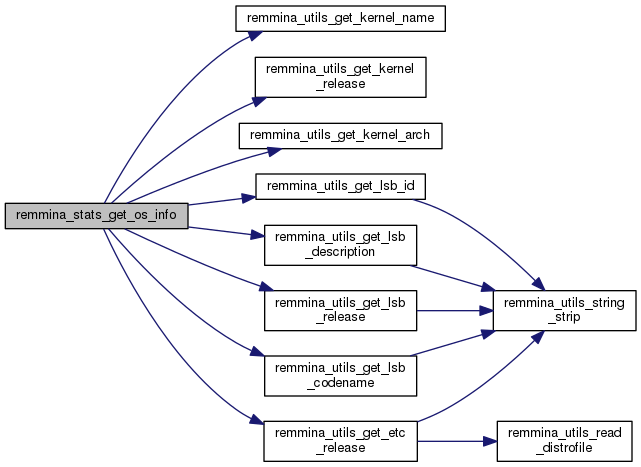 remmina_utils_get_kernel_name
remmina_utils_get_kernel
_release
remmina_utils_get_kernel_arch
remmina_utils_get_lsb_id
remmina_stats_get_os_info
remmina_utils_get_lsb
_description
remmina_utils_get_lsb
_release
remmina_utils_string
_strip
remmina_utils_get_lsb
_codename
remmina_utils_get_etc
_release
remmina_utils_read
_distrofile